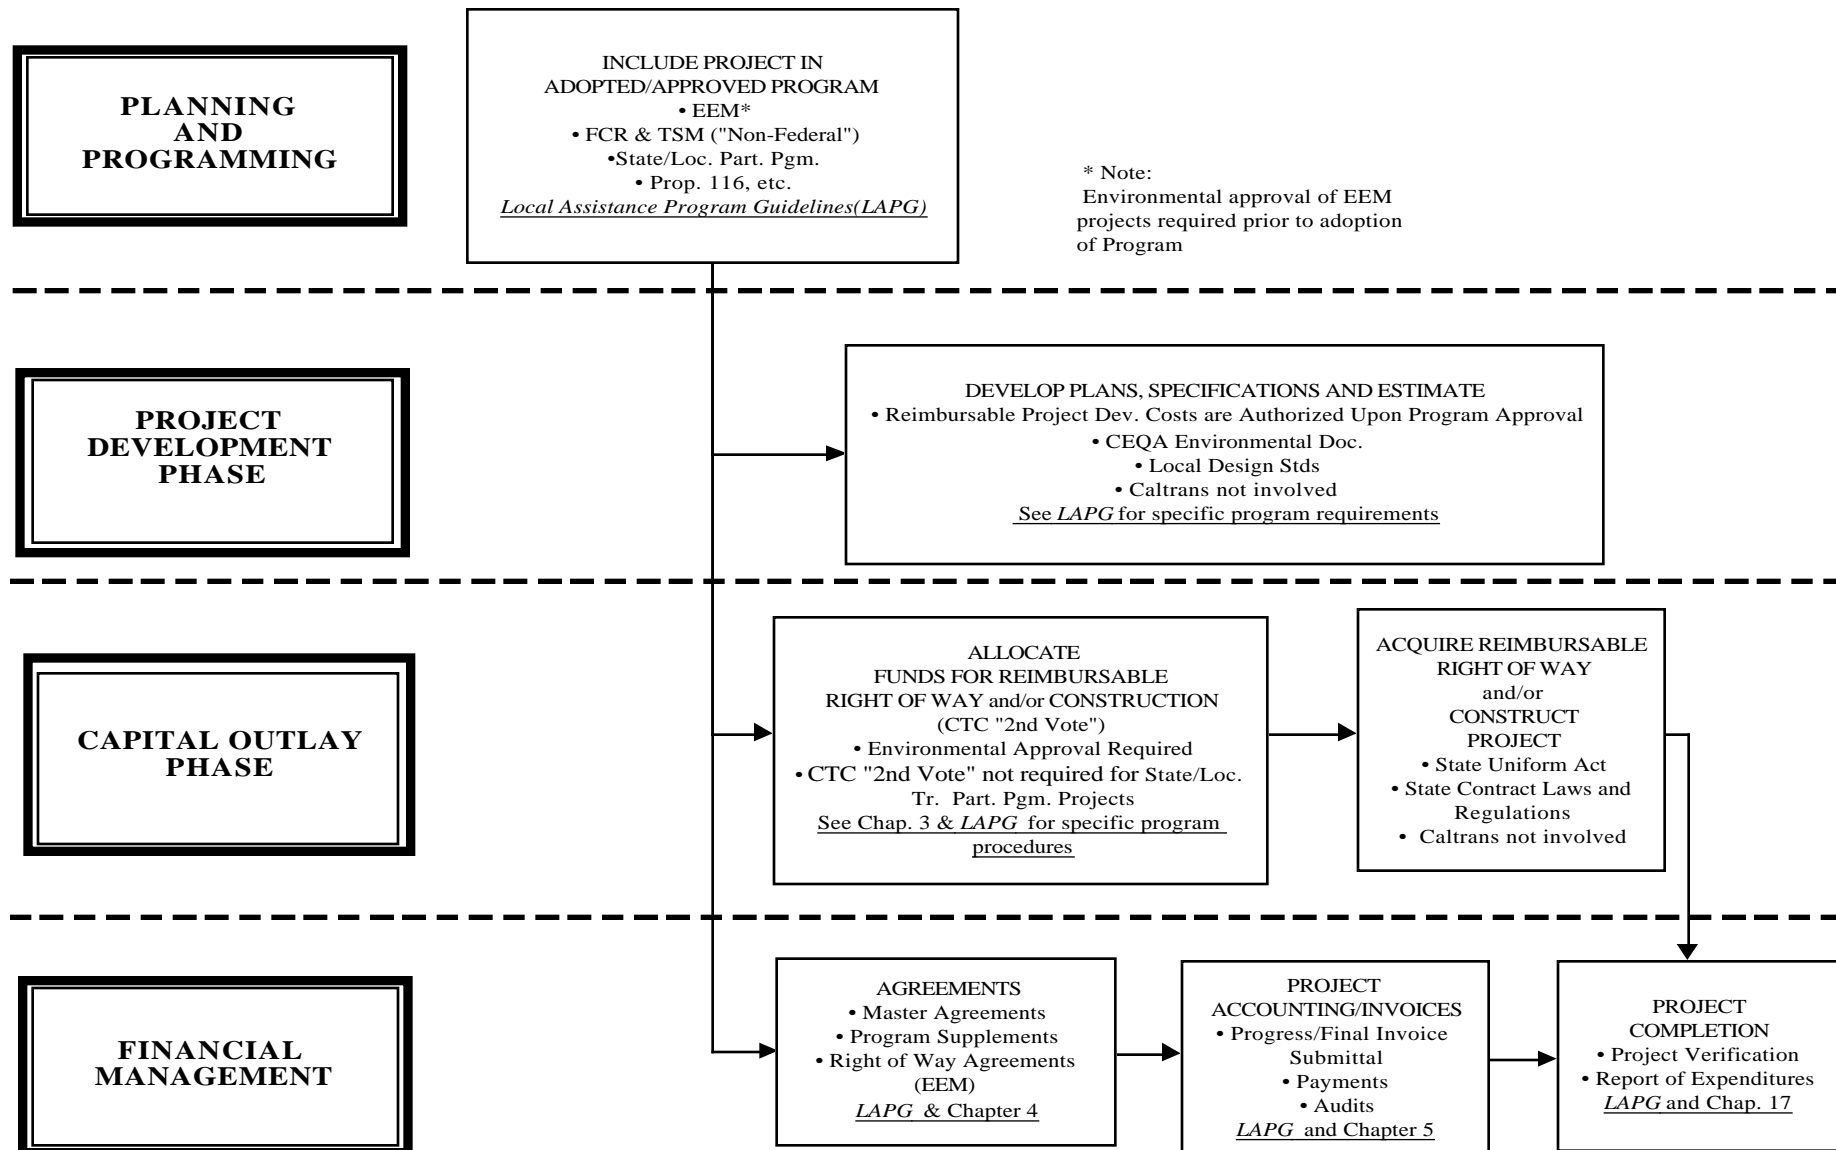 PLANNING
AND
PROGRAMMING
INCLUDE PROJECT IN
ADOPTED/APPROVED PROGRAM
• EEM*
• FCR & TSM ("Non-Federal")
•State/Loc. Part. Pgm.
• Prop. 116, etc.
Local Assistance Program Guidelines(LAPG)
* Note:
Environmental approval of EEM
projects required prior to adoption
of Program
PROJECT
DEVELOPMENT
PHASE
DEVELOP PLANS, SPECIFICATIONS AND ESTIMATE
• Reimbursable Project Dev. Costs are Authorized Upon Program Approval
• CEQA Environmental Doc.
• Local Design Stds
• Caltrans not involved
See LAPG for specific program requirements
CAPITAL OUTLAY
PHASE
ALLOCATE
FUNDS FOR REIMBURSABLE
RIGHT OF WAY and/or CONSTRUCTION
(CTC "2nd Vote")
• Environmental Approval Required
• CTC "2nd Vote" not required for State/Loc.
Tr. Part. Pgm. Projects
See Chap. 3 & LAPG for specific program
procedures
ACQUIRE REIMBURSABLE
RIGHT OF WAY
and/or
CONSTRUCT
PROJECT
• State Uniform Act
• State Contract Laws and
Regulations
• Caltrans not involved
FINANCIAL
MANAGEMENT
AGREEMENTS
• Master Agreements
• Program Supplements
• Right of Way Agreements
(EEM)
LAPG & Chapter 4
PROJECT
ACCOUNTING/INVOICES
• Progress/Final Invoice
Submittal
• Payments
• Audits
LAPG and Chapter 5
PROJECT
COMPLETION
• Project Verification
• Report of Expenditures
LAPG and Chap. 17